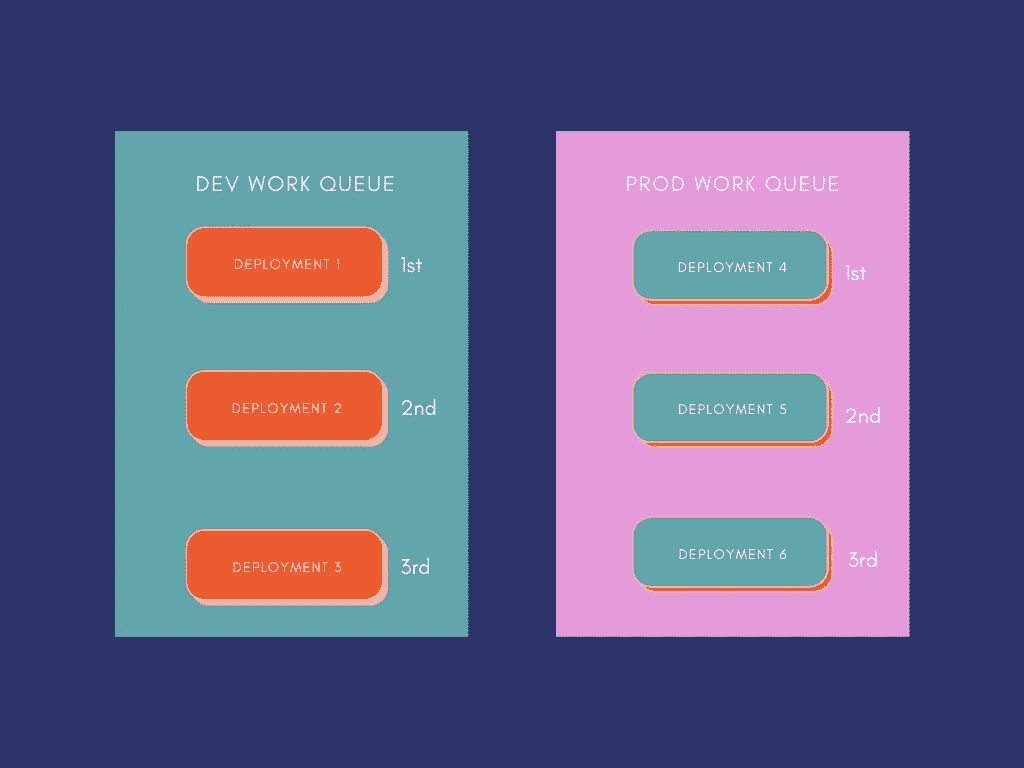 DEV WORK QUEUE
DEPLOYMENT 1
1st
DEPLOYMENT 2
2nd
DEPLOYMENT 3
3rd
PROD WORK QUEUE
DEPLOYMENT 4
1st
DEPLOYMENT 5
2nd
DEPLOYMENT 6
3rd